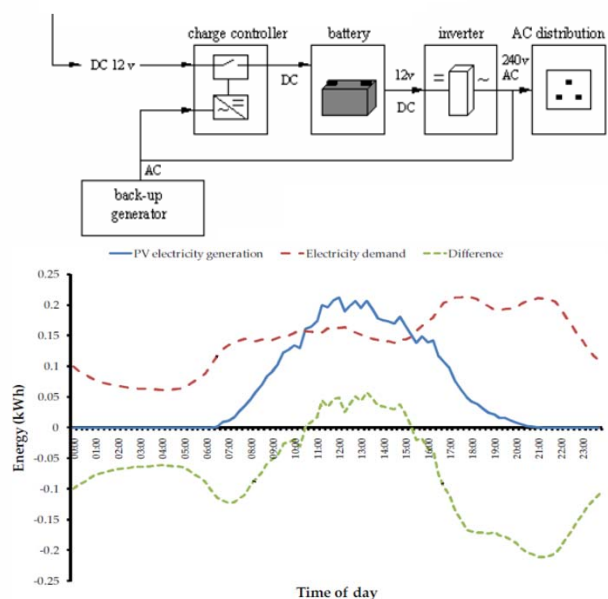 charge controller battery inverter AC distribution
DC 12 v
DC
12v
DC
= ~
240v
AC
AC
back-up
generator
PV electricity generation Electricity demand Difference
0.25
0.2
0.15
0.1
0.05
0
-0.05
-0.1
-0.15
-0.2
-0.25
Energy (kWh)
00:00 01:00 02:00 03:00 04:00 05:00 06:00 07:00 08:00 09:00 10:00 11:00 12:00 13:00 14:00 15:00 16:00 17:00 18:00 19:00 20:00 21:00 22:00 23:00
Time of day